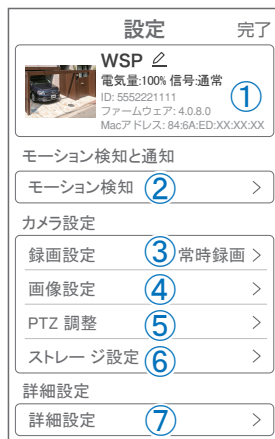 設定 完了
WSP
電気量:100% 信号:通常
ID: 5552221111
ファームウェア: 4.0.8.0
Macアドレス: 84:6A:ED:XX:XX:XX
①
モーション検知と通知
モーション検知 ② >
カメラ設定
録画設定 ③ 常時録画 >
画像設定 ④ >
PTZ 調整 ⑤ >
ストレージ設定 ⑥ >
詳細設定
詳細設定 ⑦ >